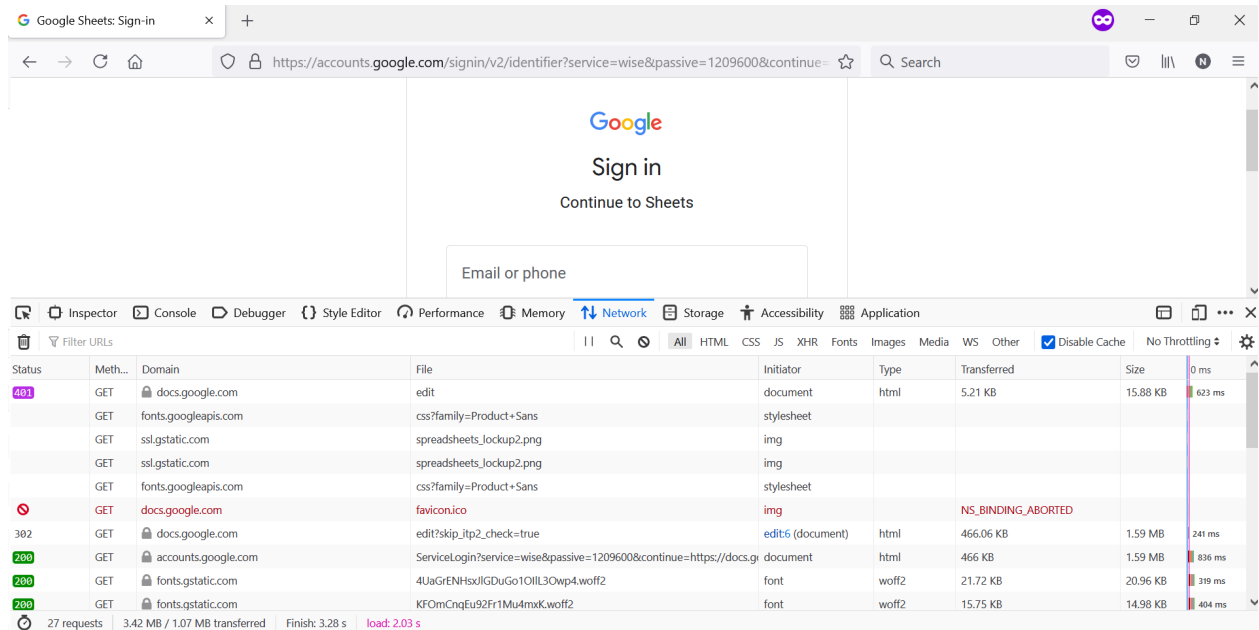 Google Sheets: Sign-in
https://accounts.google.com/signin/v2/identifier?service=wise&passive=1209600&continue=
Search
N
Google
Sign in
Continue to Sheets
Email or phone
Inspector Console Debugger Style Editor Performance Memory Network Storage Accessibility Application
Filter URLs All HTML CSS JS XHR Fonts Images Media WS Other Disable Cache No Throttling
Status Meth... Domain File Initiator Type Transferred Size 0 ms
401 GET docs.google.com edit document html 5.21 KB 15.88 KB 623 ms
GET fonts.googleapis.com css?family=Product+Sans stylesheet
GET ssl.gstatic.com spreadsheets_lockup2.png img
GET ssl.gstatic.com spreadsheets_lockup2.png img
GET fonts.googleapis.com css?family=Product+Sans stylesheet
GET docs.google.com favicon.ico img NS_BINDING_ABORTED
302 GET docs.google.com edit?skip_itp2_check=true edit:6 (document) html 466.06 KB 1.59 MB 241 ms
200 GET accounts.google.com ServiceLogin?service=wise&passive=1209600&continue=https://docs.g document html 466 KB 1.59 MB 836 ms
200 GET fonts.gstatic.com 4UaGrENHsxJlGDuGo1OIlL3Owp4.woff2 font woff2 21.72 KB 20.96 KB 319 ms
200 GET fonts.gstatic.com KFOmCnqEu92Fr1Mu4mxK.woff2 font woff2 15.75 KB 14.98 KB 404 ms
27 requests 3.42 MB / 1.07 MB transferred Finish: 3.28 s load: 2.03 s